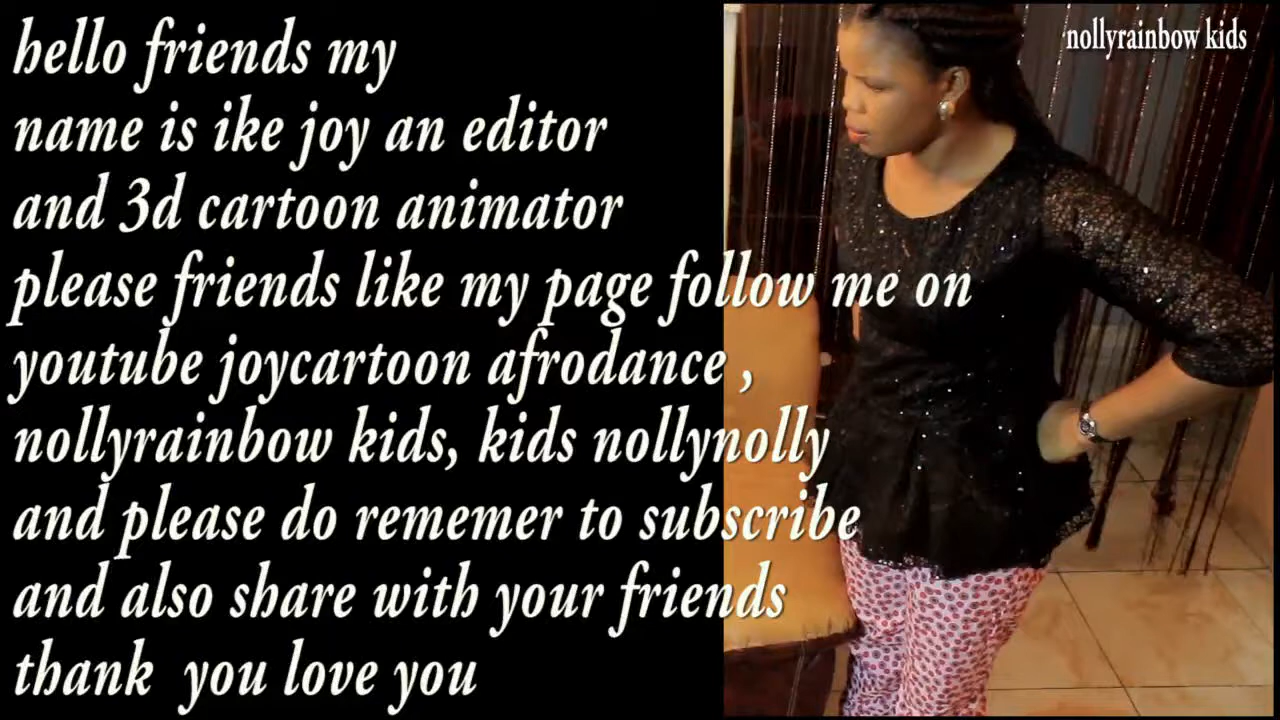 hello friends my
name is ike joy an editor
and 3d cartoon animator
please friends like my page follow me on
youtube joycartoon afrodance ,
nollyrainbow kids, kids nollynolly
and please do rememer to subscribe
and also share with your friends
thank you love you
nollyrainbow kids